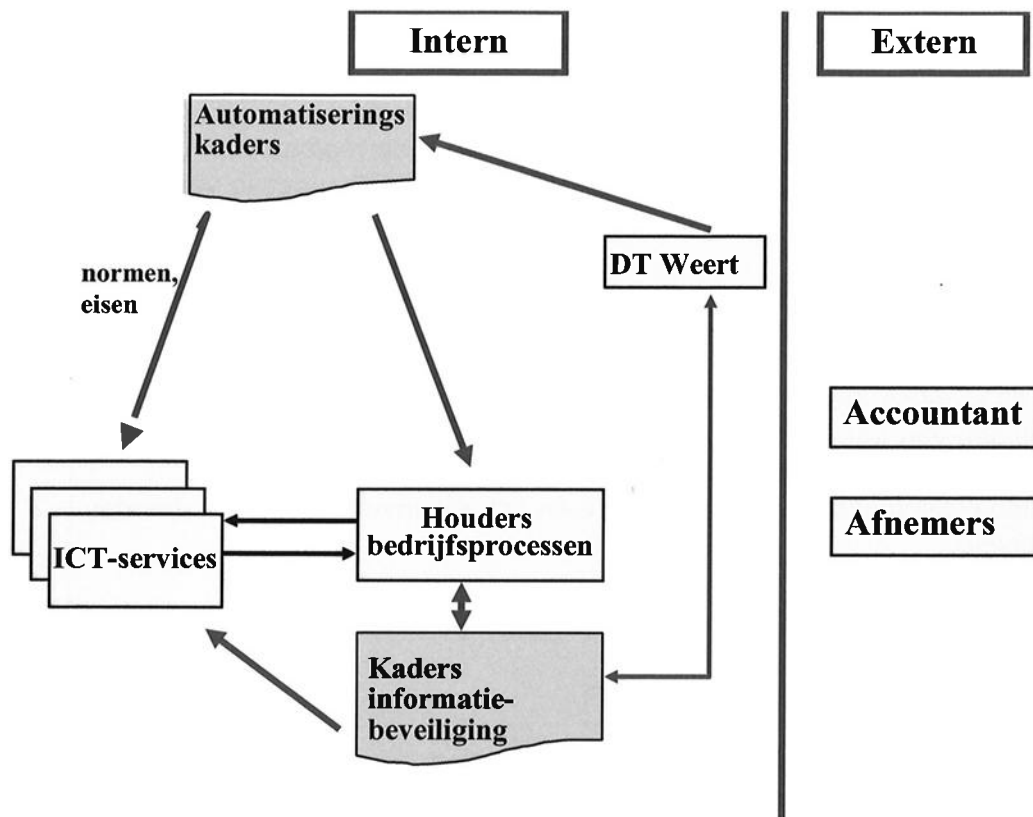 Intern
Extern
Automatiserings
kaders
normen,
eisen
DT Weert
Accountant
Afnemers
Houders
bedrijfsprocessen
ICT-services
Kaders
informatie-
beveiliging